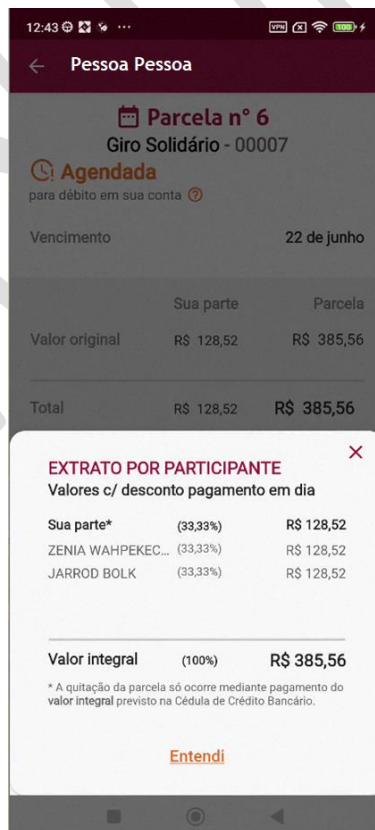 12:43
VPN
100
Pessoa Pessoa
Parcela n° 6
Giro Solidário - 00007
Agendada
para débito em sua conta ?
Vencimento 22 de junho
Sua parte Parcela
Valor original R$ 128,52 R$ 385,56
Total R$ 128,52 R$ 385,56
EXTRATO POR PARTICIPANTE
Valores c/ desconto pagamento em dia
Sua parte* (33,33%) R$ 128,52
ZENIA WAHPEKEC... (33,33%) R$ 128,52
JARROD BOLK (33,33%) R$ 128,52
Valor integral (100%) R$ 385,56
* A quitação da parcela só ocorre mediante pagamento do
valor integral previsto na Cédula de Crédito Bancário.
Entendi